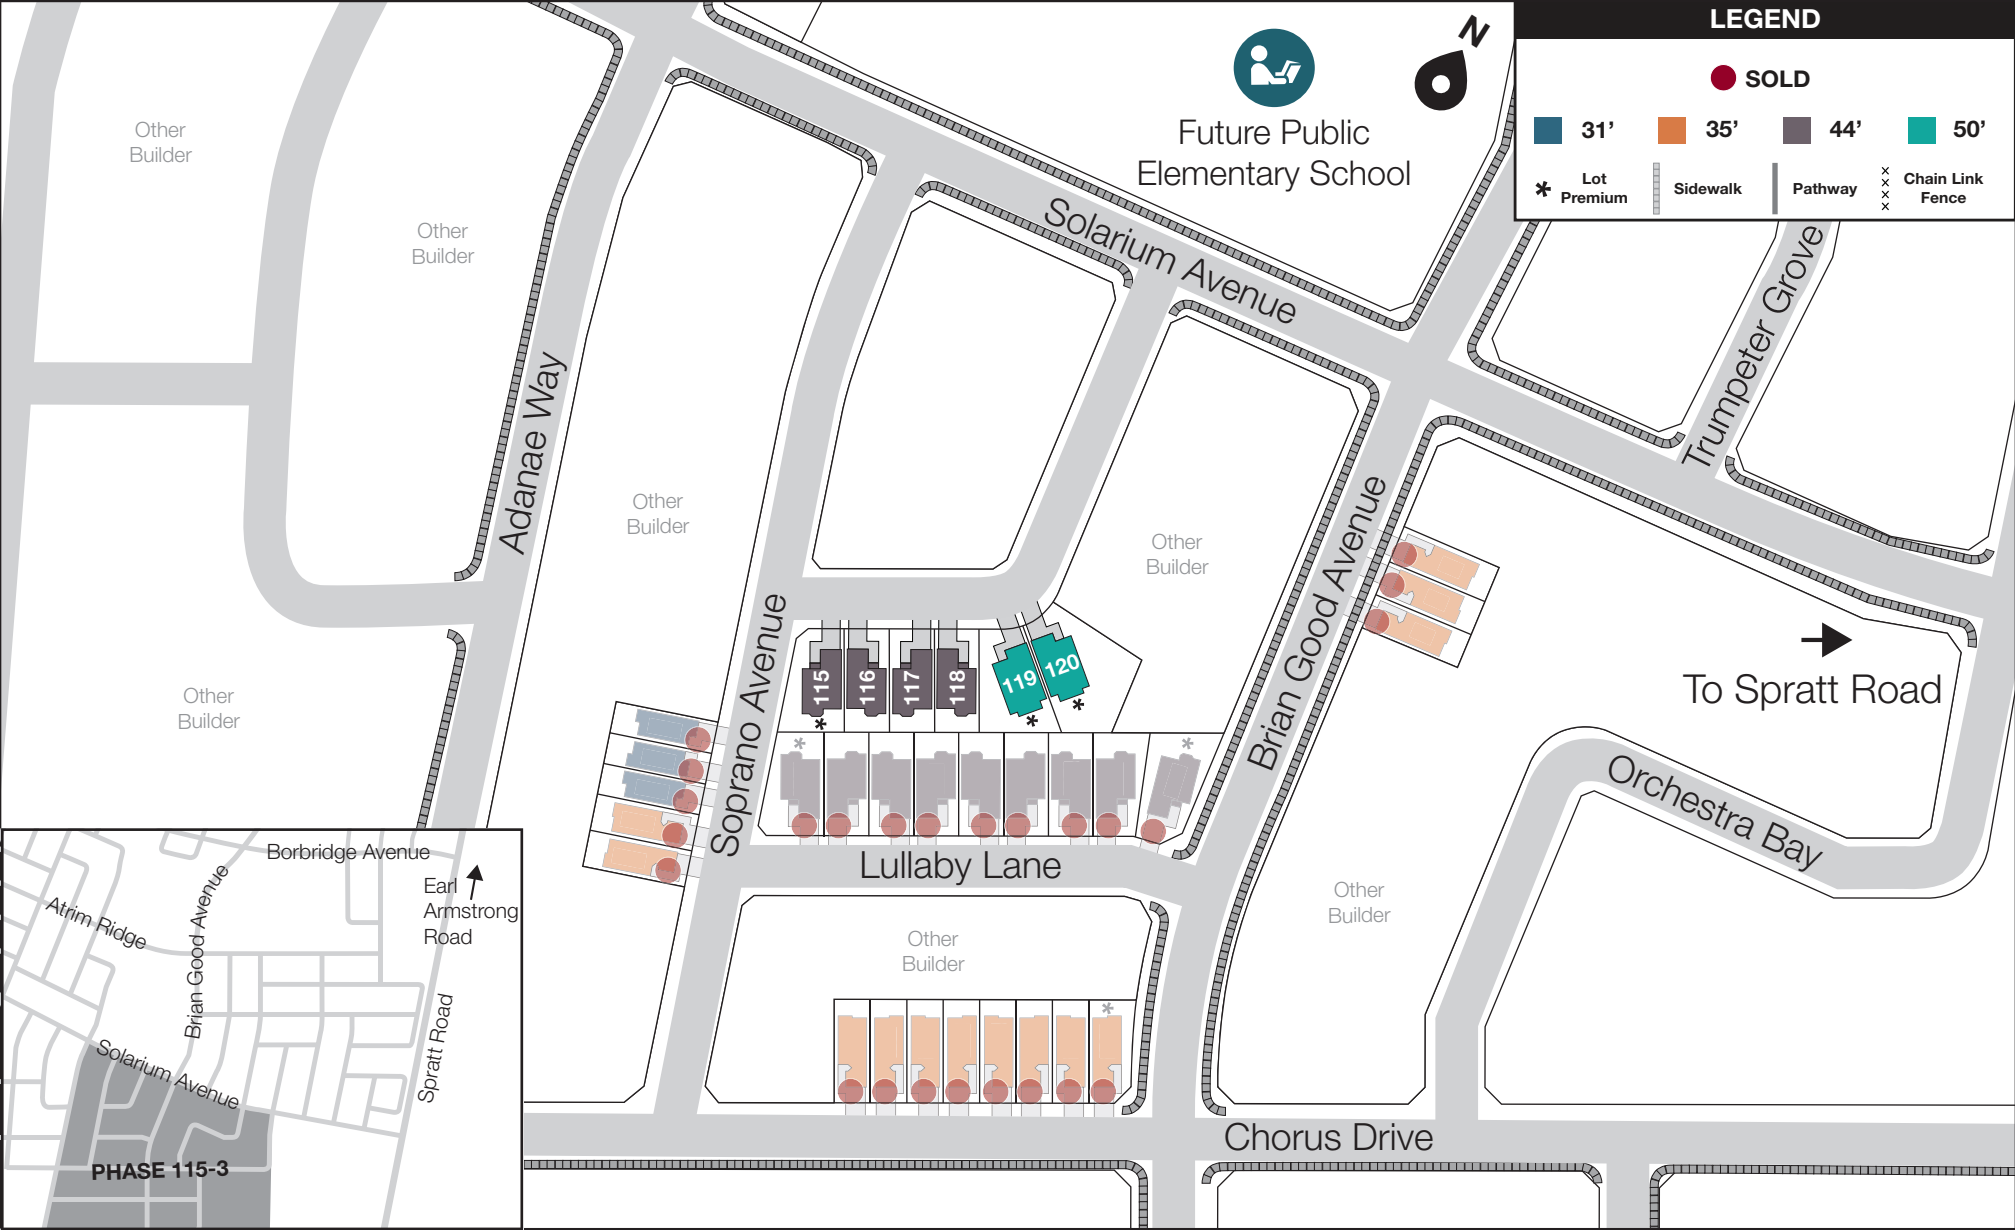 LEGEND
SOLD
31’
35’
44’
50’
* Lot
Premium
Sidewalk
Pathway
Chain Link
Fence
N
Future Public
Elementary School
Other
Builder
Other
Builder
Solarium Avenue
Trumpeter Grove
Adanae Way
Other
Builder
Other
Builder
Brian Good Avenue
Soprano Avenue
115
116
117
118
119
120
*
*
*
*
*
To Spratt Road
Other
Builder
Orchestra Bay
Lullaby Lane
Other
Builder
Other
Builder
*
Chorus Drive
Borbridge Avenue
Earl
Armstrong
Road
Atrim Ridge
Brian Good Avenue
Spratt Road
Solarium Avenue
PHASE 115-3